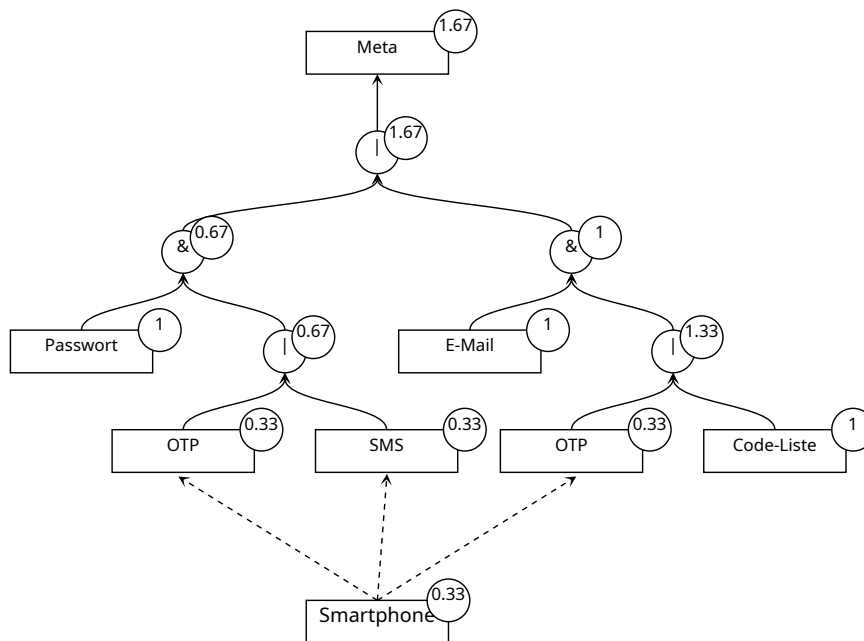 1.67
Meta
1.67
|
0.67
&
1
&
1
Passwort
0.67
|
1
E-Mail
1.33
|
0.33
OTP
0.33
SMS
0.33
OTP
1
Code-Liste
0.33
Smartphone